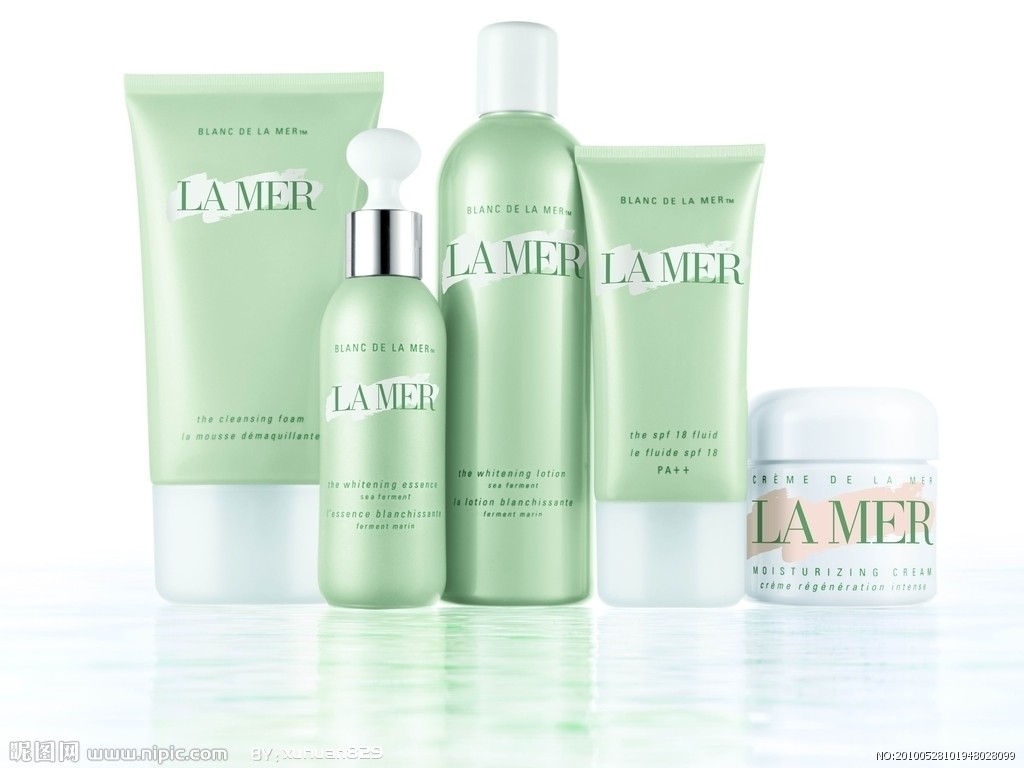 BLANC DE LA MER™
LA MER
the cleansing foam
la mousse démaquillante
BLANC DE LA MER™
LA MER
the whitening essence
sea ferment
l'essence blanchissante
ferment marin
BLANC DE LA MER™
LA MER
the whitening lotion
sea ferment
la lotion blanchissante
ferment marin
BLANC DE LA MER™
LA MER
the spf 18 fluid
le fluide spf 18
PA++
CRÈME DE LA MER
LA MER
MOISTURIZING CREAM
crème régénération intense
昵图网 www.nipic.com BY:xuhuan829
NO:20100528101948028099